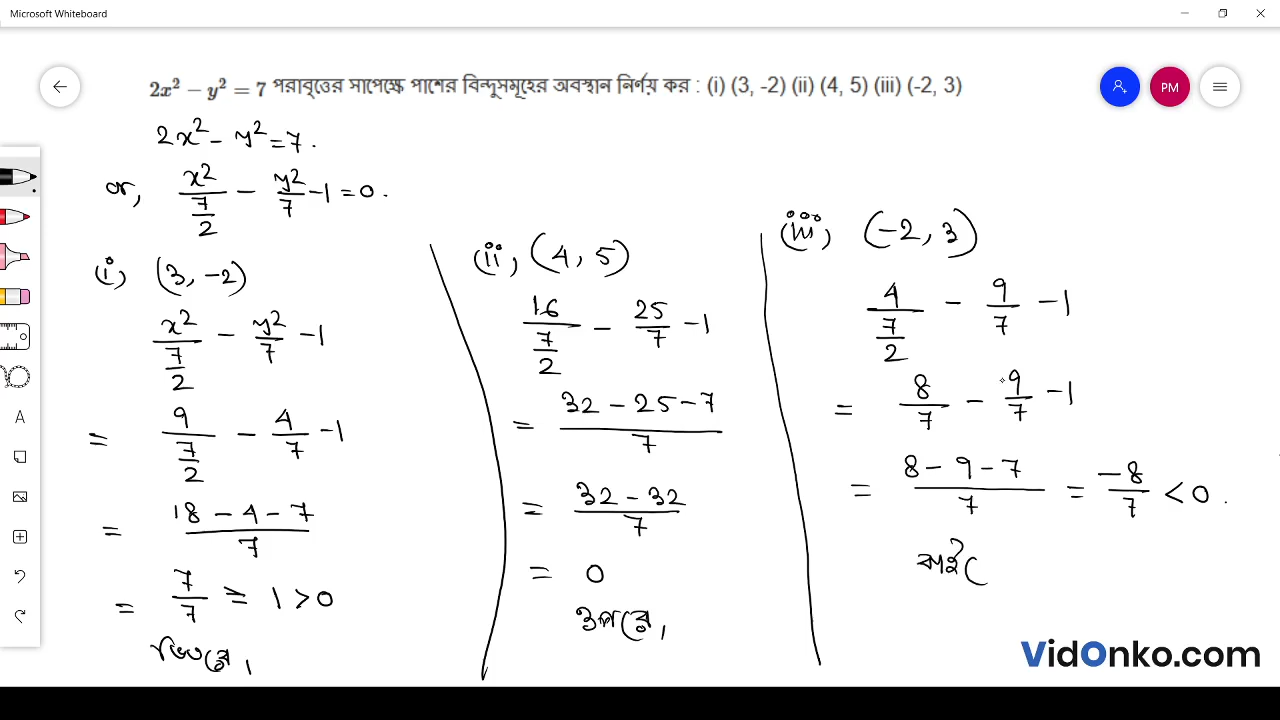 Microsoft Whiteboard
2x² − y² = 7 পরাবৃত্তের সাপেক্ষে পাশের বিন্দুসমূহের অবস্থান নির্ণয় কর : (i) (3, -2) (ii) (4, 5) (iii) (-2, 3)
PM
2x² − y² = 7.
or, x²/(7/2) − y²/7 − 1 = 0.
(i) (3, −2)
x²/(7/2) − y²/7 − 1
= 9/(7/2) − 4/7 − 1
= (18 − 4 − 7)/7
= 7/7 = 1 > 0
ভিতরে।
(ii), (4, 5)
16/(7/2) − 25/7 − 1
= (32 − 25 − 7)/7
= (32 − 32)/7
= 0
উপরে।
(iii) (−2, 3)
4/(7/2) − 9/7 − 1
= 8/7 − 9/7 − 1
= (8 − 9 − 7)/7 = −8/7 < 0.
A
VidOnko.com